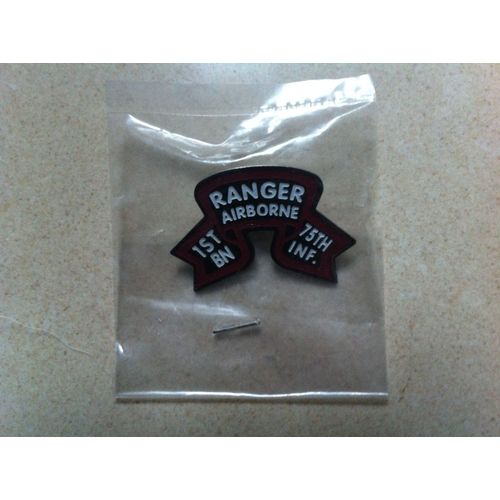 RANGER
AIRBORNE
1ST
BN
75TH
INF.